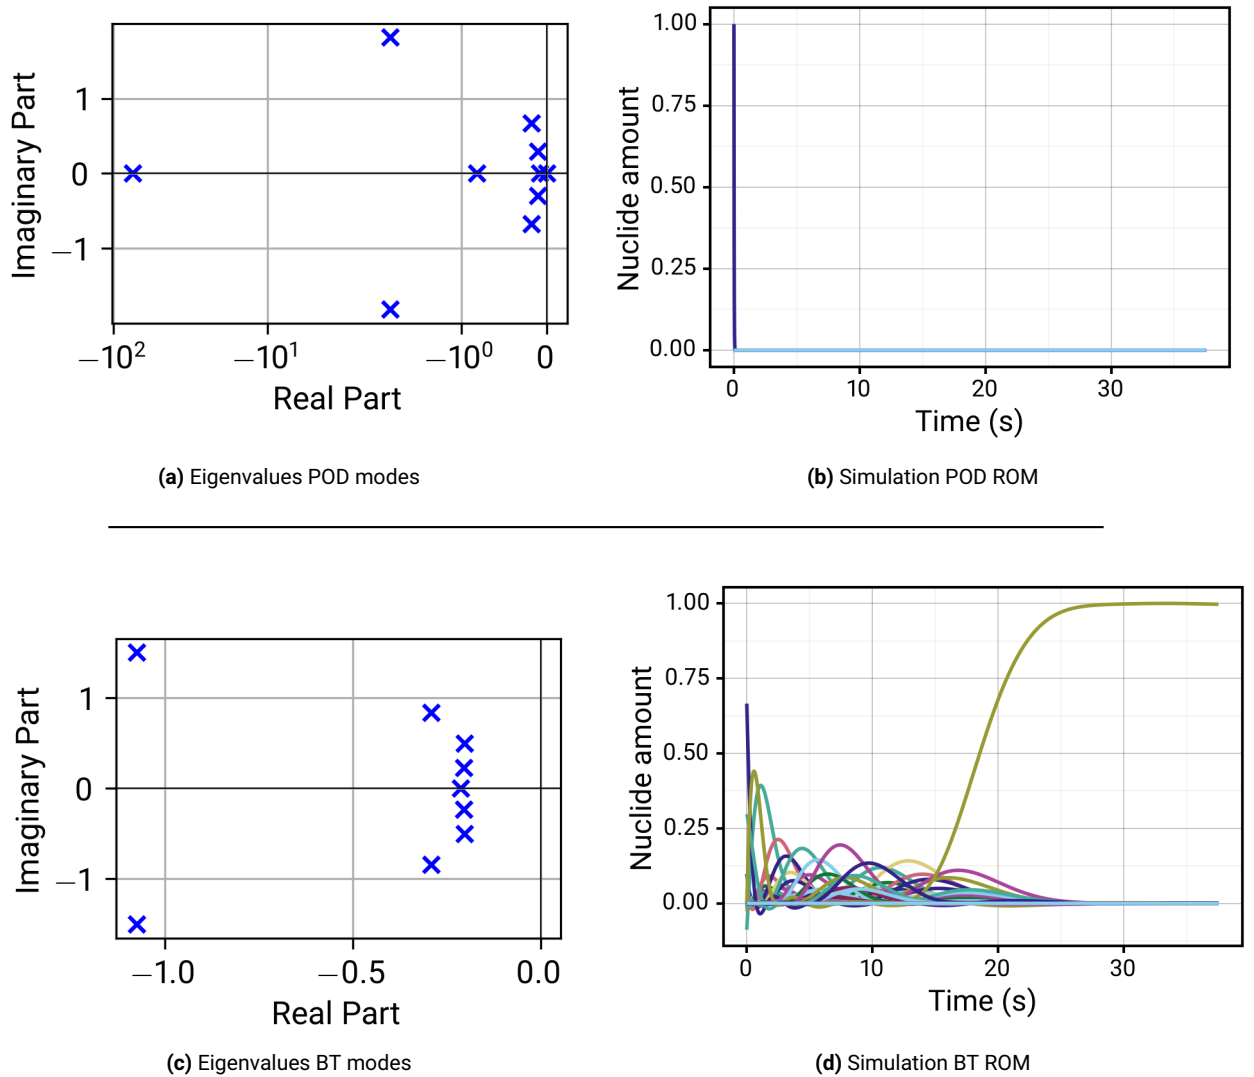 Imaginary Part
1
0
−1
−10²
−10¹
−10⁰
0
Real Part
(a) Eigenvalues POD modes
Nuclide amount
1.00
0.75
0.50
0.25
0.00
0
10
20
30
Time (s)
(b) Simulation POD ROM
Imaginary Part
1
0
−1
−1.0
−0.5
0.0
Real Part
(c) Eigenvalues BT modes
Nuclide amount
1.00
0.75
0.50
0.25
0.00
0
10
20
30
Time (s)
(d) Simulation BT ROM